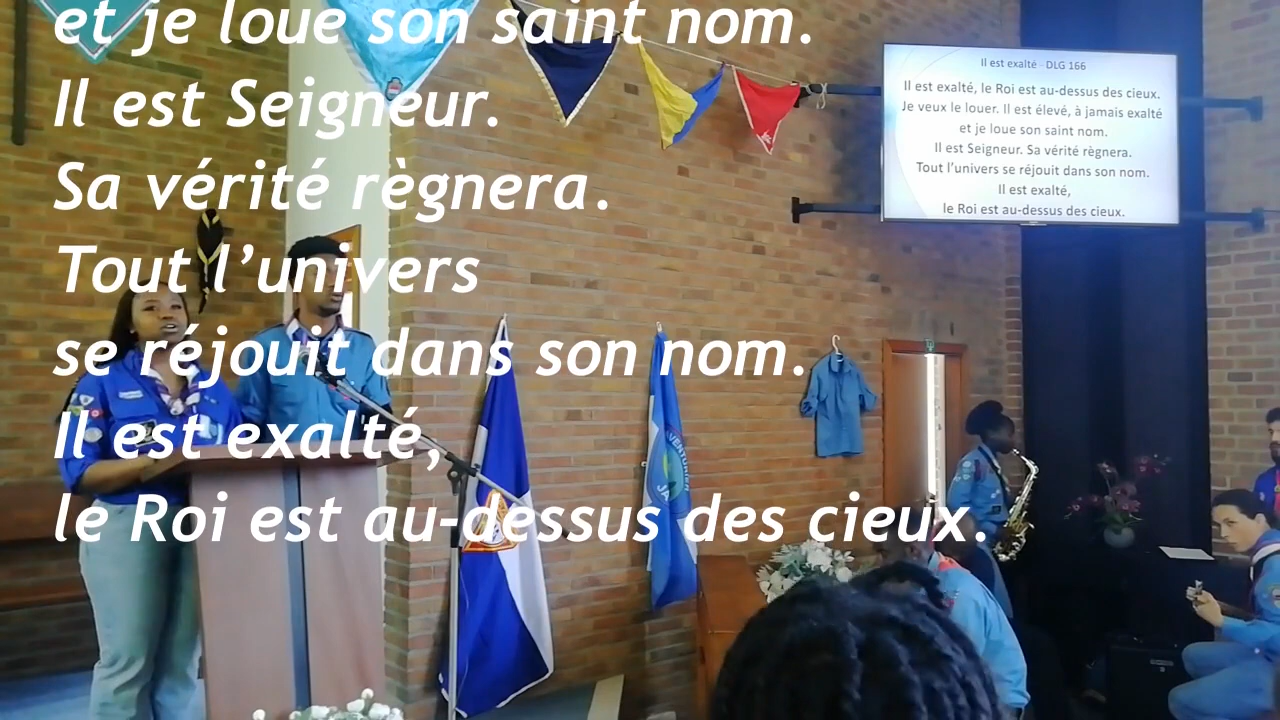 et je loue son saint nom.
Il est Seigneur.
Sa vérité règnera.
Tout l’univers
se réjouit dans son nom.
Il est exalté,
le Roi est au-dessus des cieux.
Il est exalté - DLG 166
Il est exalté, le Roi est au-dessus des cieux.
Je veux le louer. Il est élevé, à jamais exalté
et je loue son saint nom.
Il est Seigneur. Sa vérité règnera.
Tout l’univers se réjouit dans son nom.
Il est exalté,
le Roi est au-dessus des cieux.